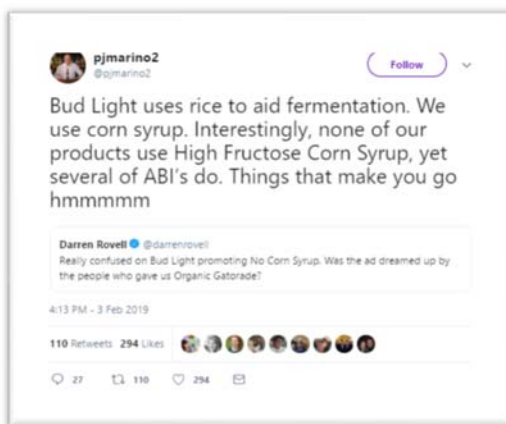 pjmarino2
@pjmarino2
Follow
Bud Light uses rice to aid fermentation. We
use corn syrup. Interestingly, none of our
products use High Fructose Corn Syrup, yet
several of ABI's do. Things that make you go
hmmmmm
Darren Rovell @darrenrovell
Really confused on Bud Light promoting No Corn Syrup. Was the ad dreamed up by
the people who gave us Organic Gatorade?
4:13 PM - 3 Feb 2019
110 Retweets 294 Likes
27 110 294